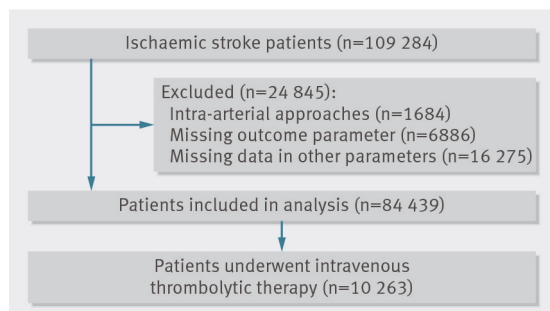 Ischaemic stroke patients (n=109 284)
Excluded (n=24 845):
Intra-arterial approaches (n=1684)
Missing outcome parameter (n=6886)
Missing data in other parameters (n=16 275)
Patients included in analysis (n=84 439)
Patients underwent intravenous
thrombolytic therapy (n=10 263)